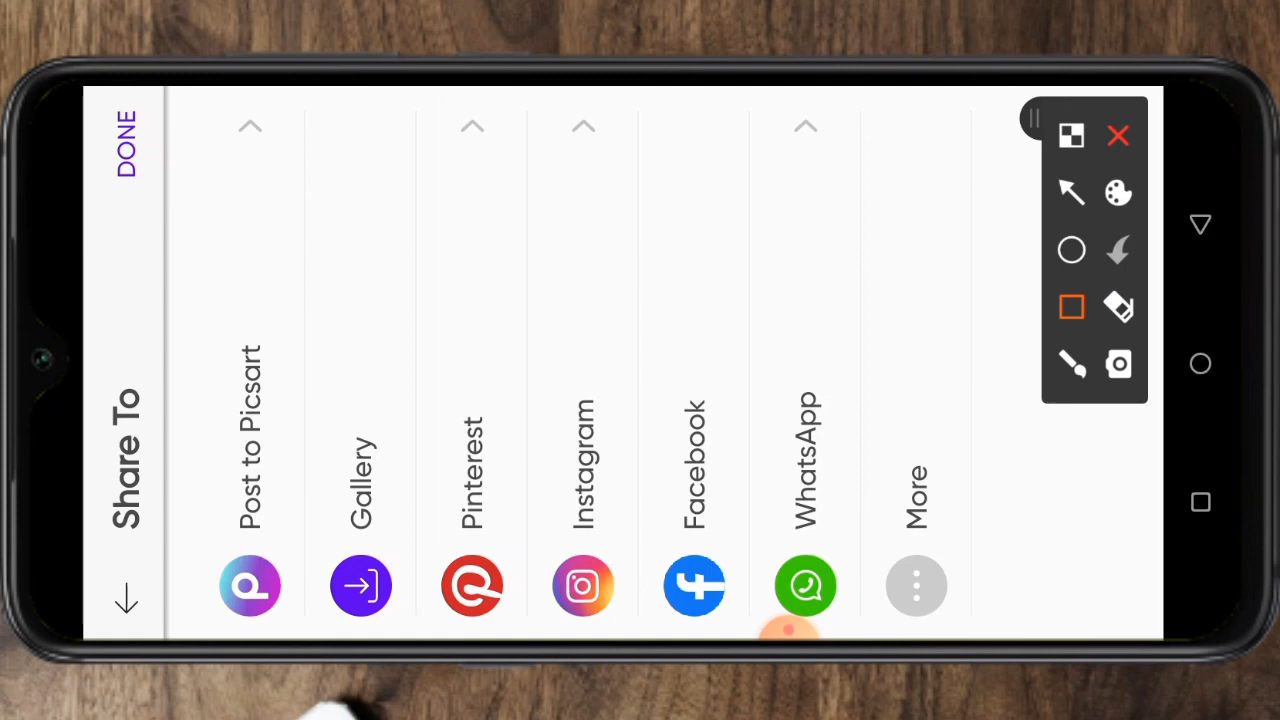 Share To
DONE
Post to Picsart
Gallery
Pinterest
Instagram
Facebook
WhatsApp
More